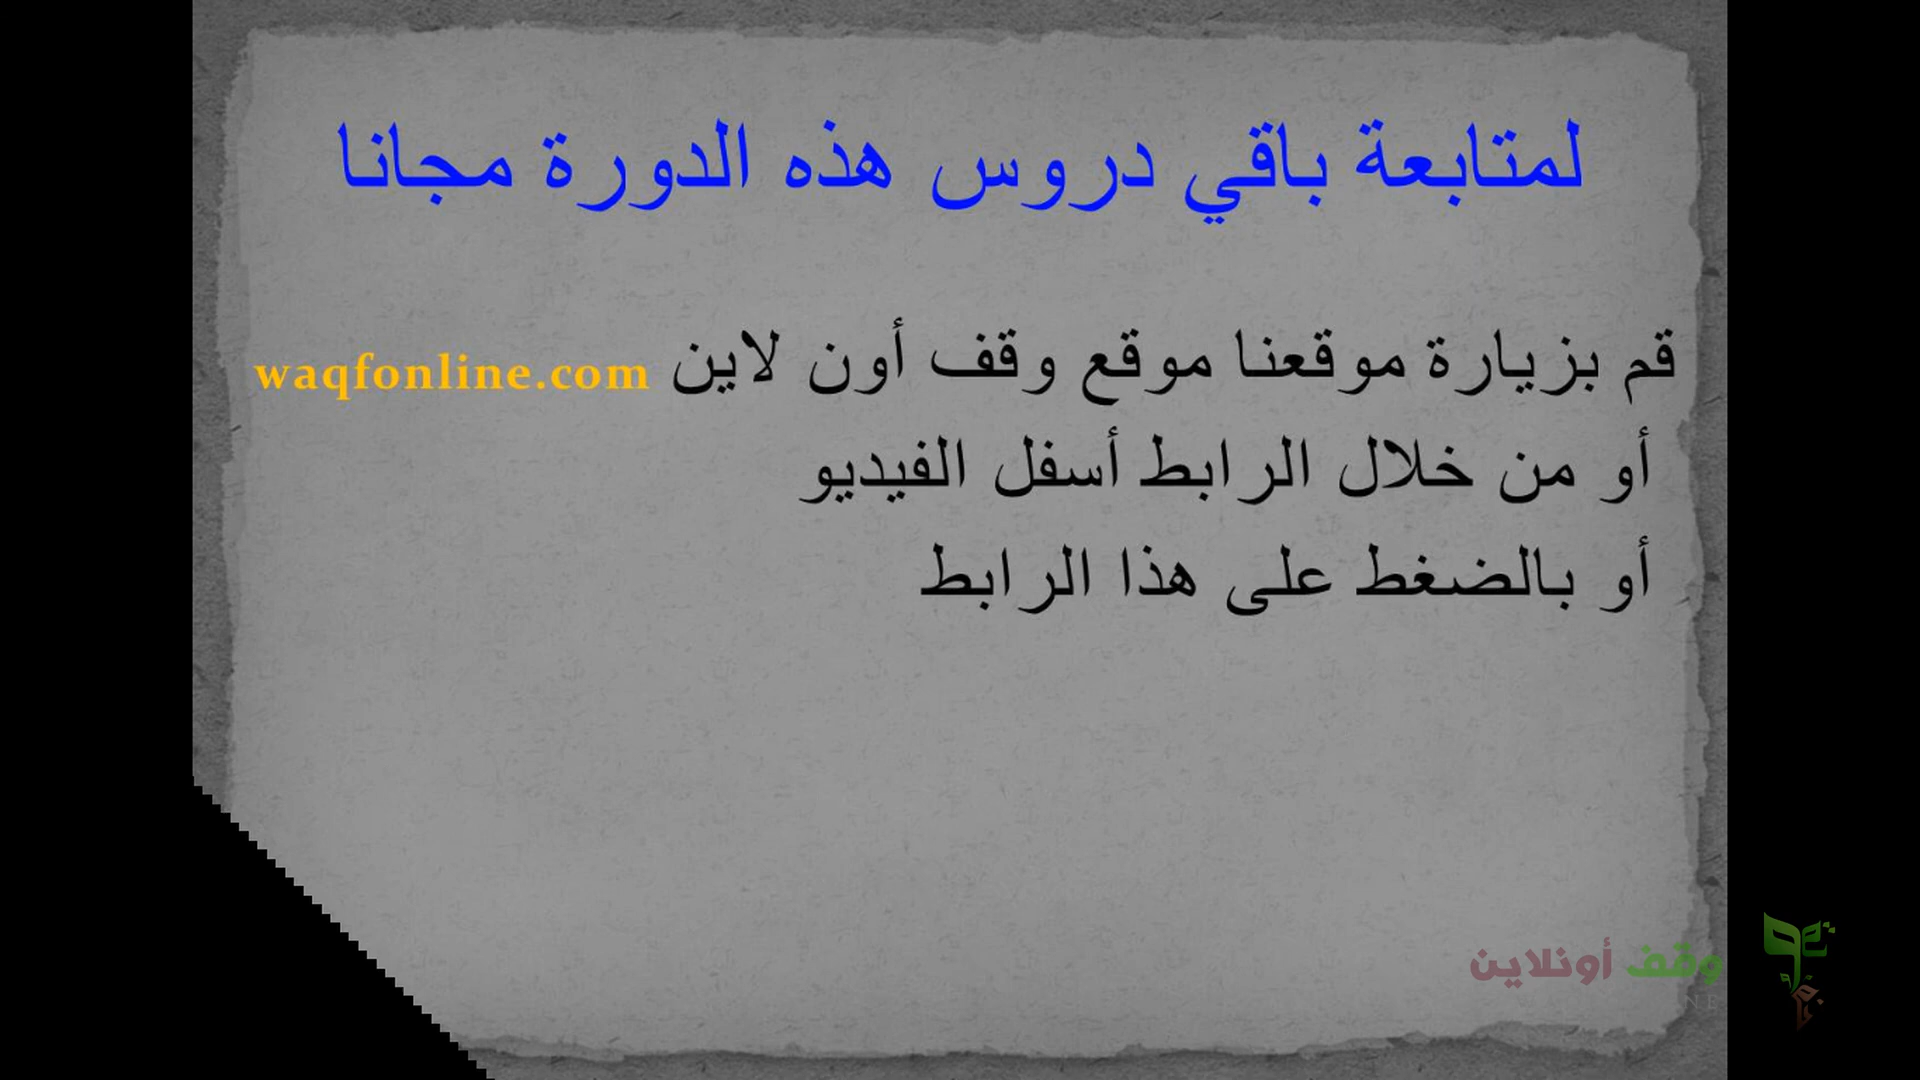 لمتابعة باقي دروس هذه الدورة مجانا
قم بزيارة موقعنا موقع وقف أون لاين waqfonline.com
أو من خلال الرابط أسفل الفيديو
أو بالضغط على هذا الرابط
وقف أونلاين